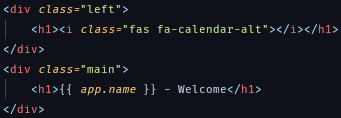 <div class="left">
<h1><i class="fas fa-calendar-alt"></i></h1>
</div>
<div class="main">
<h1>{{ app.name }} - Welcome</h1>
</div>